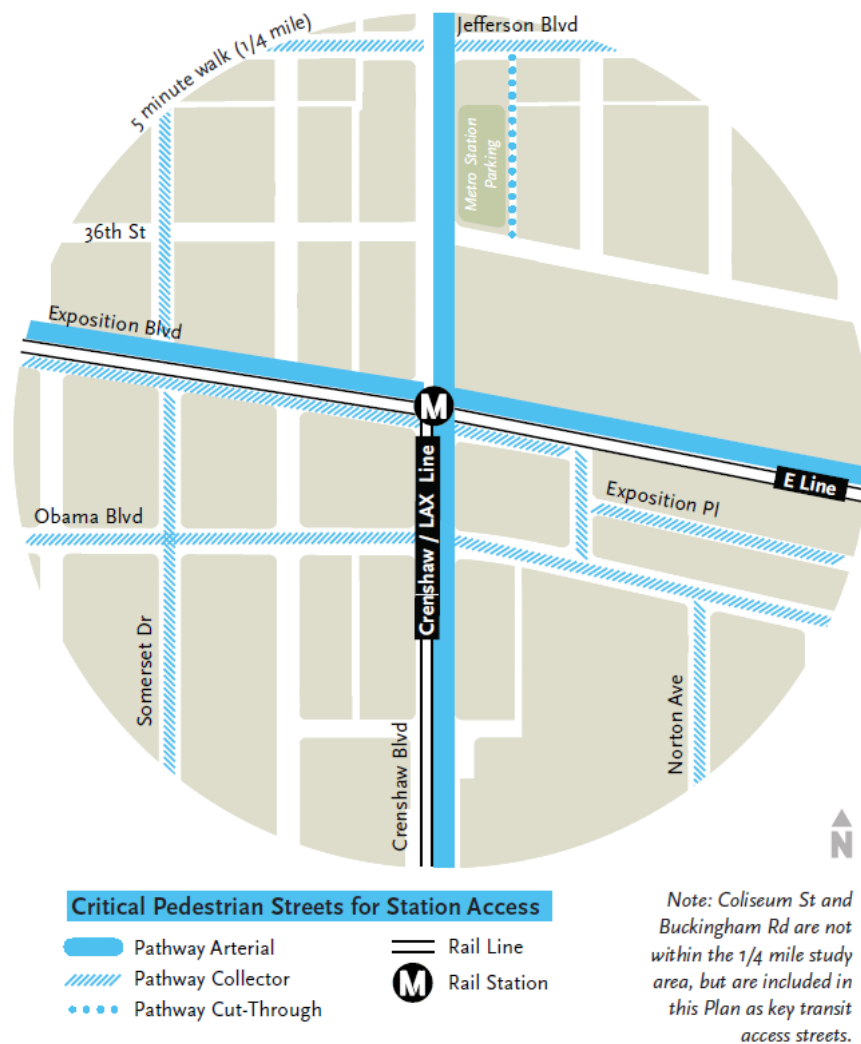 Jefferson Blvd
5 minute walk (1/4 mile)
Metro Station
Parking
36th St
Exposition Blvd
M
E Line
Crenshaw / LAX Line
Exposition Pl
Obama Blvd
Somerset Dr
Crenshaw Blvd
Norton Ave
N
Critical Pedestrian Streets for Station Access
Pathway Arterial
Pathway Collector
Pathway Cut-Through
Rail Line
M Rail Station
Note: Coliseum St and
Buckingham Rd are not
within the 1/4 mile study
area, but are included in
this Plan as key transit
access streets.